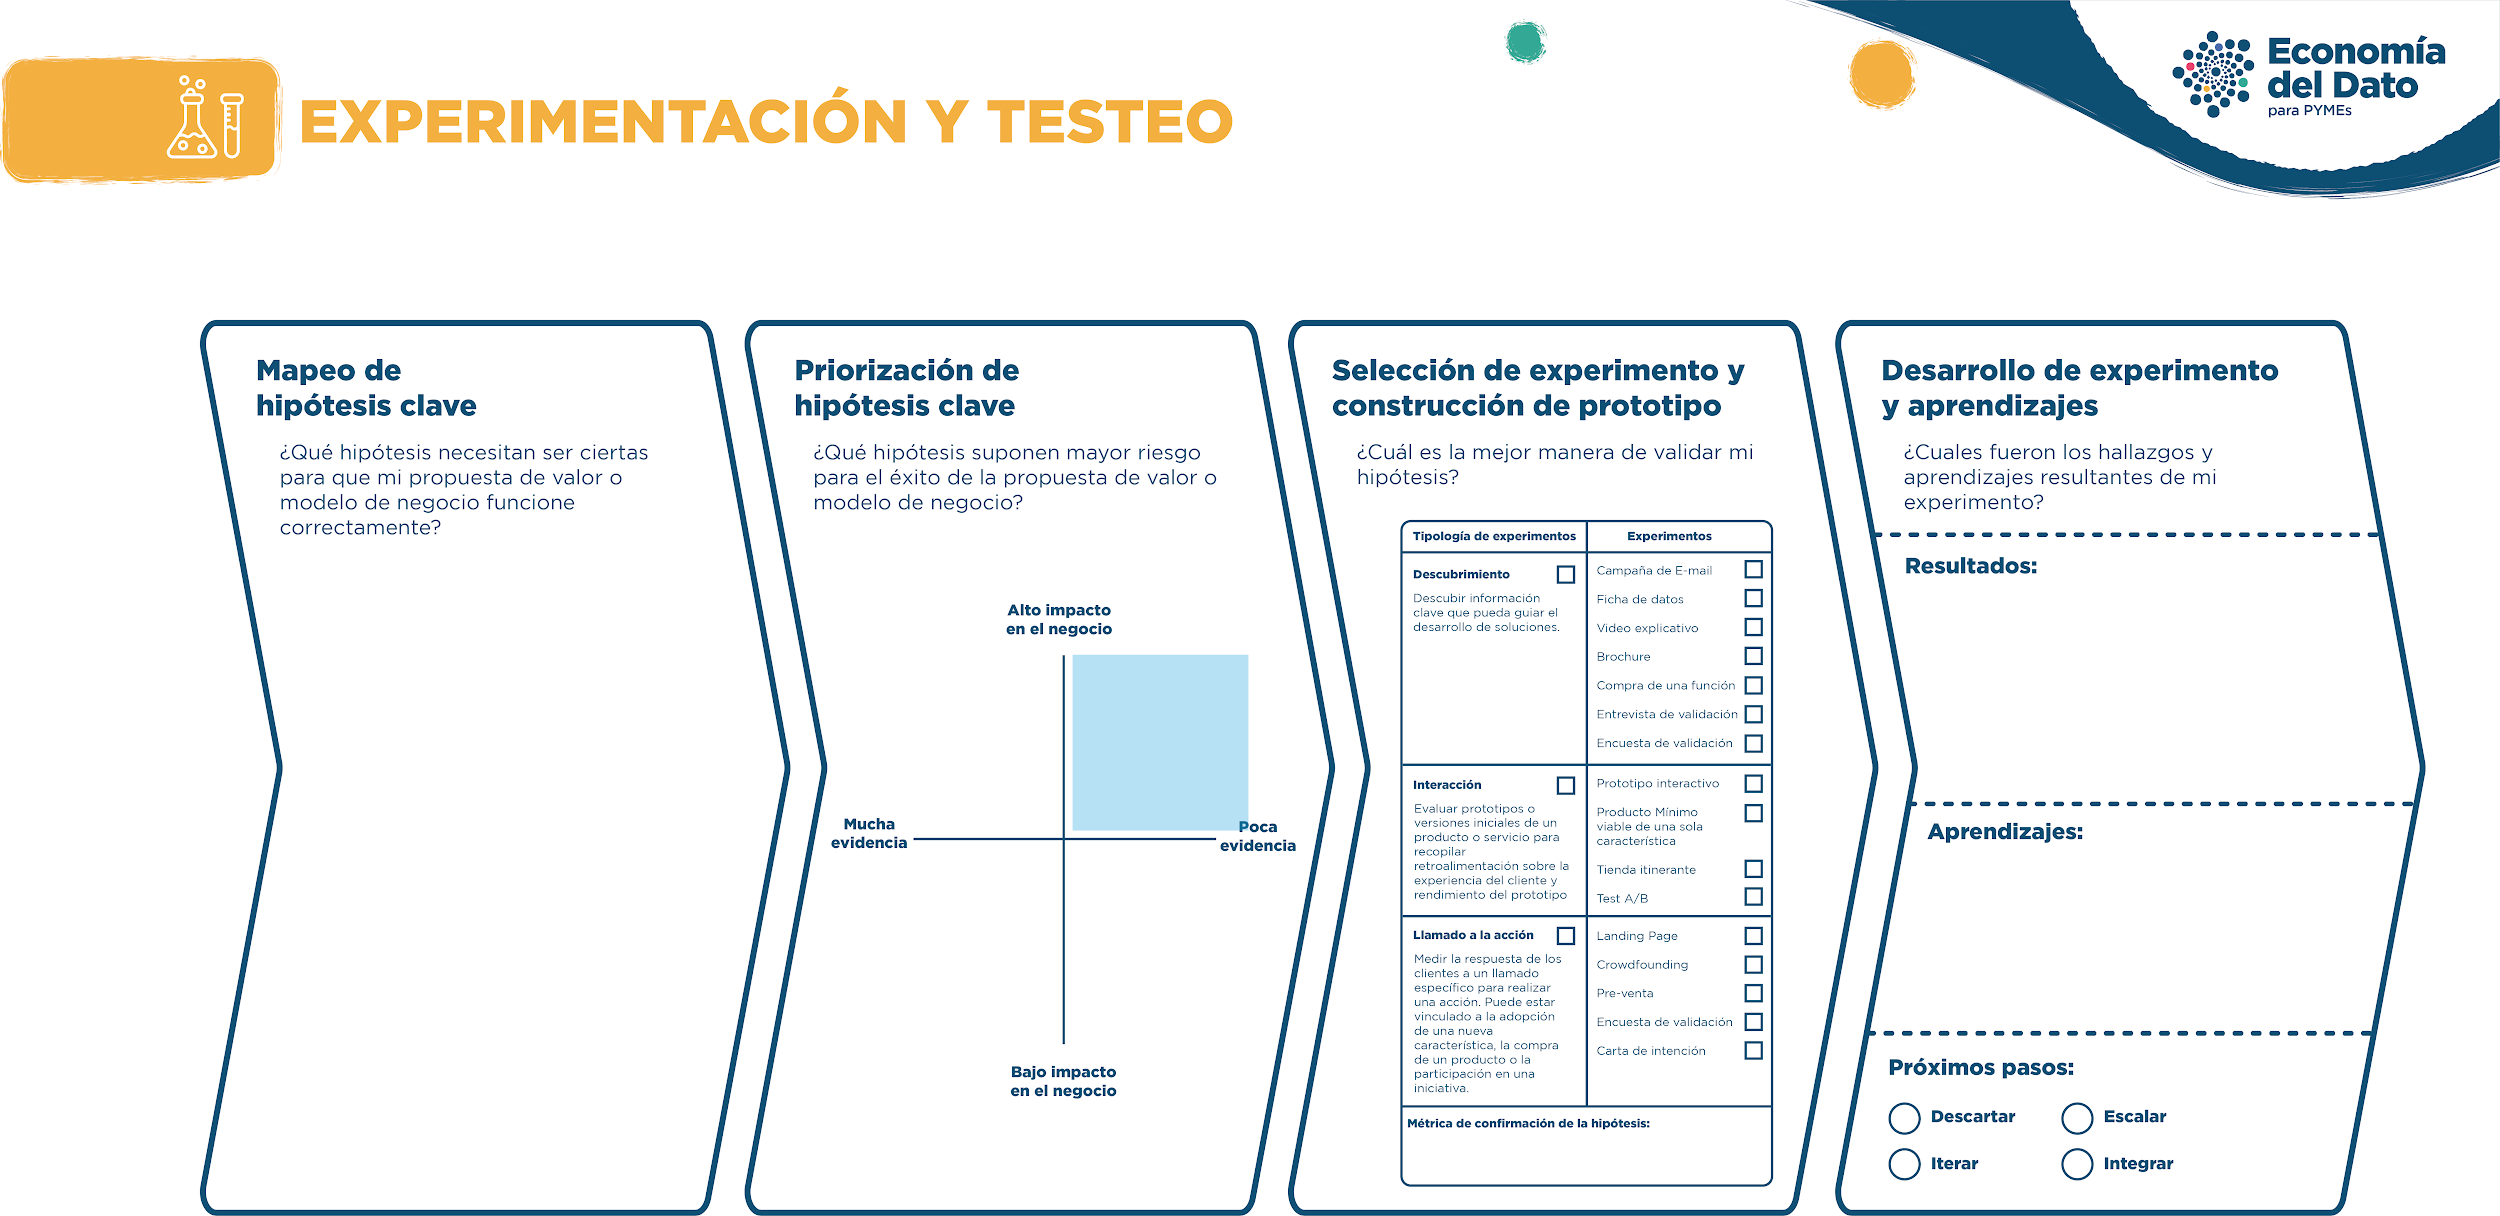 Economía
del Dato
para PYMEs
EXPERIMENTACIÓN Y TESTEO
Mapeo de
hipótesis clave
¿Qué hipótesis necesitan ser ciertas
para que mi propuesta de valor o
modelo de negocio funcione
correctamente?
Priorización de
hipótesis clave
¿Qué hipótesis suponen mayor riesgo
para el éxito de la propuesta de valor o
modelo de negocio?
Alto impacto
en el negocio
Mucha
evidencia
Poca
evidencia
Bajo impacto
en el negocio
Selección de experimento y
construcción de prototipo
¿Cuál es la mejor manera de validar mi
hipótesis?
Tipología de experimentos
Experimentos
Descubrimiento
Descubir información
clave que pueda guiar el
desarrollo de soluciones.
Campaña de E-mail
Ficha de datos
Video explicativo
Brochure
Compra de una función
Entrevista de validación
Encuesta de validación
Interacción
Evaluar prototipos o
versiones iniciales de un
producto o servicio para
recopilar
retroalimentación sobre la
experiencia del cliente y
rendimiento del prototipo
Prototipo interactivo
Producto Mínimo
viable de una sola
característica
Tienda itinerante
Test A/B
Llamado a la acción
Medir la respuesta de los
clientes a un llamado
específico para realizar
una acción. Puede estar
vinculado a la adopción
de una nueva
característica, la compra
de un producto o la
participación en una
iniciativa.
Landing Page
Crowdfounding
Pre-venta
Encuesta de validación
Carta de intención
Métrica de confirmación de la hipótesis:
Desarrollo de experimento
y aprendizajes
¿Cuales fueron los hallazgos y
aprendizajes resultantes de mi
experimento?
Resultados:
Aprendizajes:
Próximos pasos:
Descartar
Escalar
Iterar
Integrar